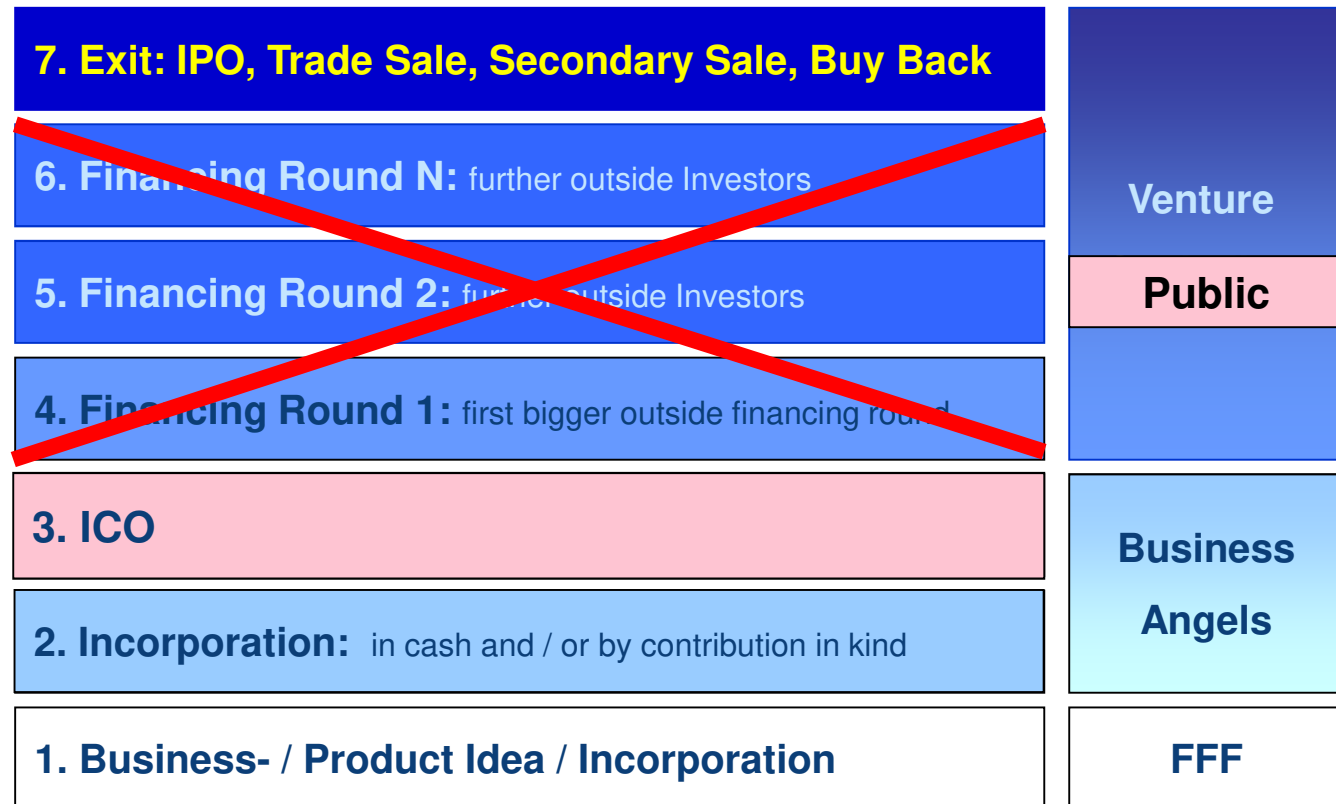 7. Exit: IPO, Trade Sale, Secondary Sale, Buy Back
6. Financing Round N: further outside Investors
5. Financing Round 2: further outside Investors
4. Financing Round 1: first bigger outside financing round
3. ICO
2. Incorporation: in cash and / or by contribution in kind
1. Business- / Product Idea / Incorporation
Venture
Public
Business
Angels
FFF